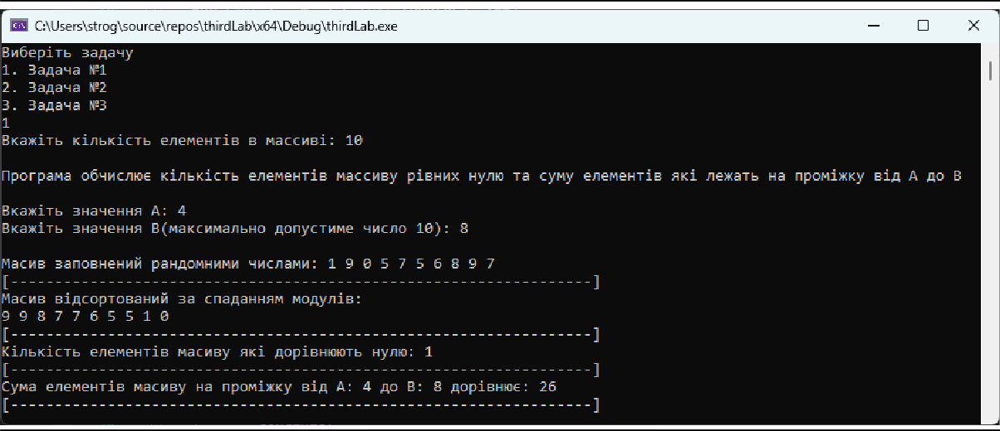 C:\Users\strog\source\repos\thirdLab\x64\Debug\thirdLab.exe
Виберіть задачу
1. Задача №1
2. Задача №2
3. Задача №3
1
Вкажіть кількість елементів в массиві: 10
Програма обчислює кількість елементів массиву рівних нулю та суму елементів які лежать на проміжку від А до В
Вкажіть значення А: 4
Вкажіть значення В(максимально допустиме число 10): 8
Масив заповнений рандомними числами: 1 9 0 5 7 5 6 8 9 7
[------------------------------------------------------------------]
Масив відсортований за спаданням модулів:
9 9 8 7 7 6 5 5 1 0
[------------------------------------------------------------------]
Кількість елементів масиву які дорівнюють нулю: 1
[------------------------------------------------------------------]
Сума елементів масиву на проміжку від А: 4 до В: 8 дорівнює: 26
[------------------------------------------------------------------]